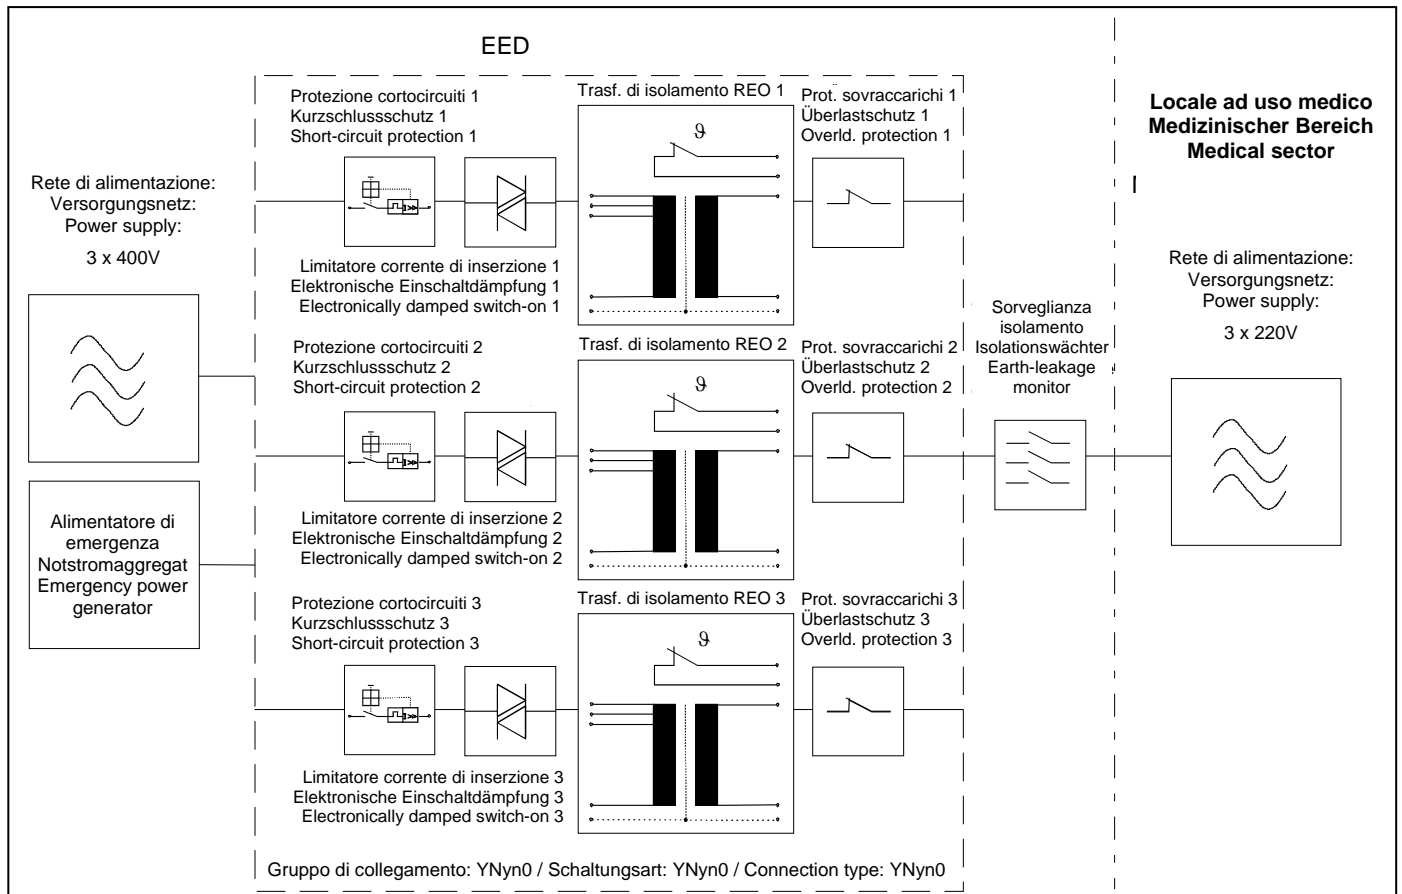 EED
Rete di alimentazione:
Versorgungsnetz:
Power supply:
3 x 400V
Alimentatore di
emergenza
Notstromaggregat
Emergency power
generator
Protezione cortocircuiti 1
Kurzschlussschutz 1
Short-circuit protection 1
Limitatore corrente di inserzione 1
Elektronische Einschaltdämpfung 1
Electronically damped switch-on 1
Trasf. di isolamento REO 1
ϑ
Prot. sovraccarichi 1
Überlastschutz 1
Overld. protection 1
Protezione cortocircuiti 2
Kurzschlussschutz 2
Short-circuit protection 2
Limitatore corrente di inserzione 2
Elektronische Einschaltdämpfung 2
Electronically damped switch-on 2
Trasf. di isolamento REO 2
ϑ
Prot. sovraccarichi 2
Überlastschutz 2
Overld. protection 2
Protezione cortocircuiti 3
Kurzschlussschutz 3
Short-circuit protection 3
Limitatore corrente di inserzione 3
Elektronische Einschaltdämpfung 3
Electronically damped switch-on 3
Trasf. di isolamento REO 3
ϑ
Prot. sovraccarichi 3
Überlastschutz 3
Overld. protection 3
Gruppo di collegamento: YNyn0 / Schaltungsart: YNyn0 / Connection type: YNyn0
Sorveglianza
isolamento
Isolationswächter
Earth-leakage
monitor
Locale ad uso medico
Medizinischer Bereich
Medical sector
Rete di alimentazione:
Versorgungsnetz:
Power supply:
3 x 220V